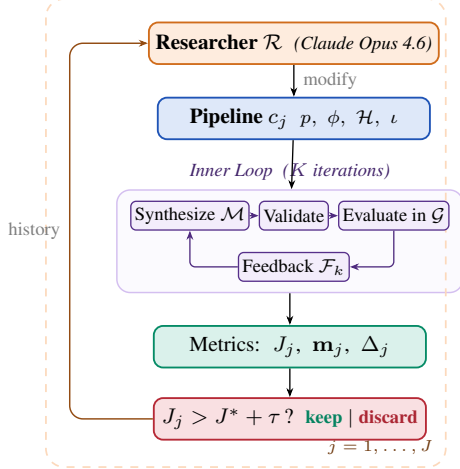 Researcher ℛ (Claude Opus 4.6)
modify
Pipeline c_j p, ϕ, ℋ, ι
Inner Loop (K iterations)
Synthesize ℳ
Validate
Evaluate in 𝒢
Feedback ℱ_k
history
Metrics: J_j, 𝐦_j, Δ_j
J_j > J* + τ ? keep | discard
j = 1, . . . , J